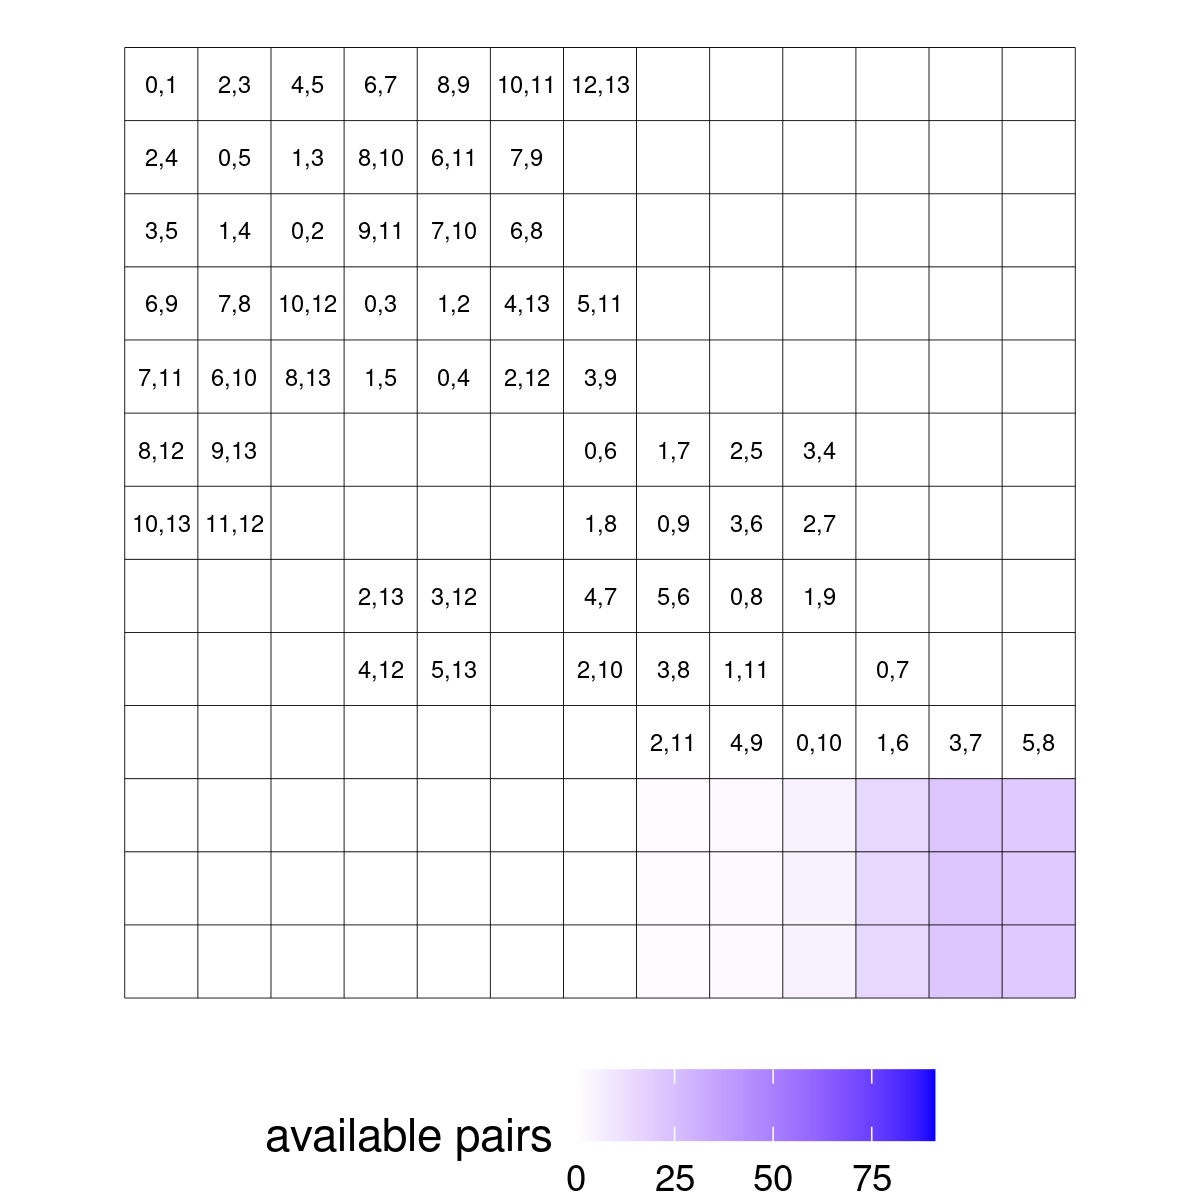 0,1 2,3 4,5 6,7 8,9 10,11 12,13
2,4 0,5 1,3 8,10 6,11 7,9
3,5 1,4 0,2 9,11 7,10 6,8
6,9 7,8 10,12 0,3 1,2 4,13 5,11
7,11 6,10 8,13 1,5 0,4 2,12 3,9
8,12 9,13 0,6 1,7 2,5 3,4
10,13 11,12 1,8 0,9 3,6 2,7
2,13 3,12 4,7 5,6 0,8 1,9
4,12 5,13 2,10 3,8 1,11 0,7
2,11 4,9 0,10 1,6 3,7 5,8
available pairs
0 25 50 75